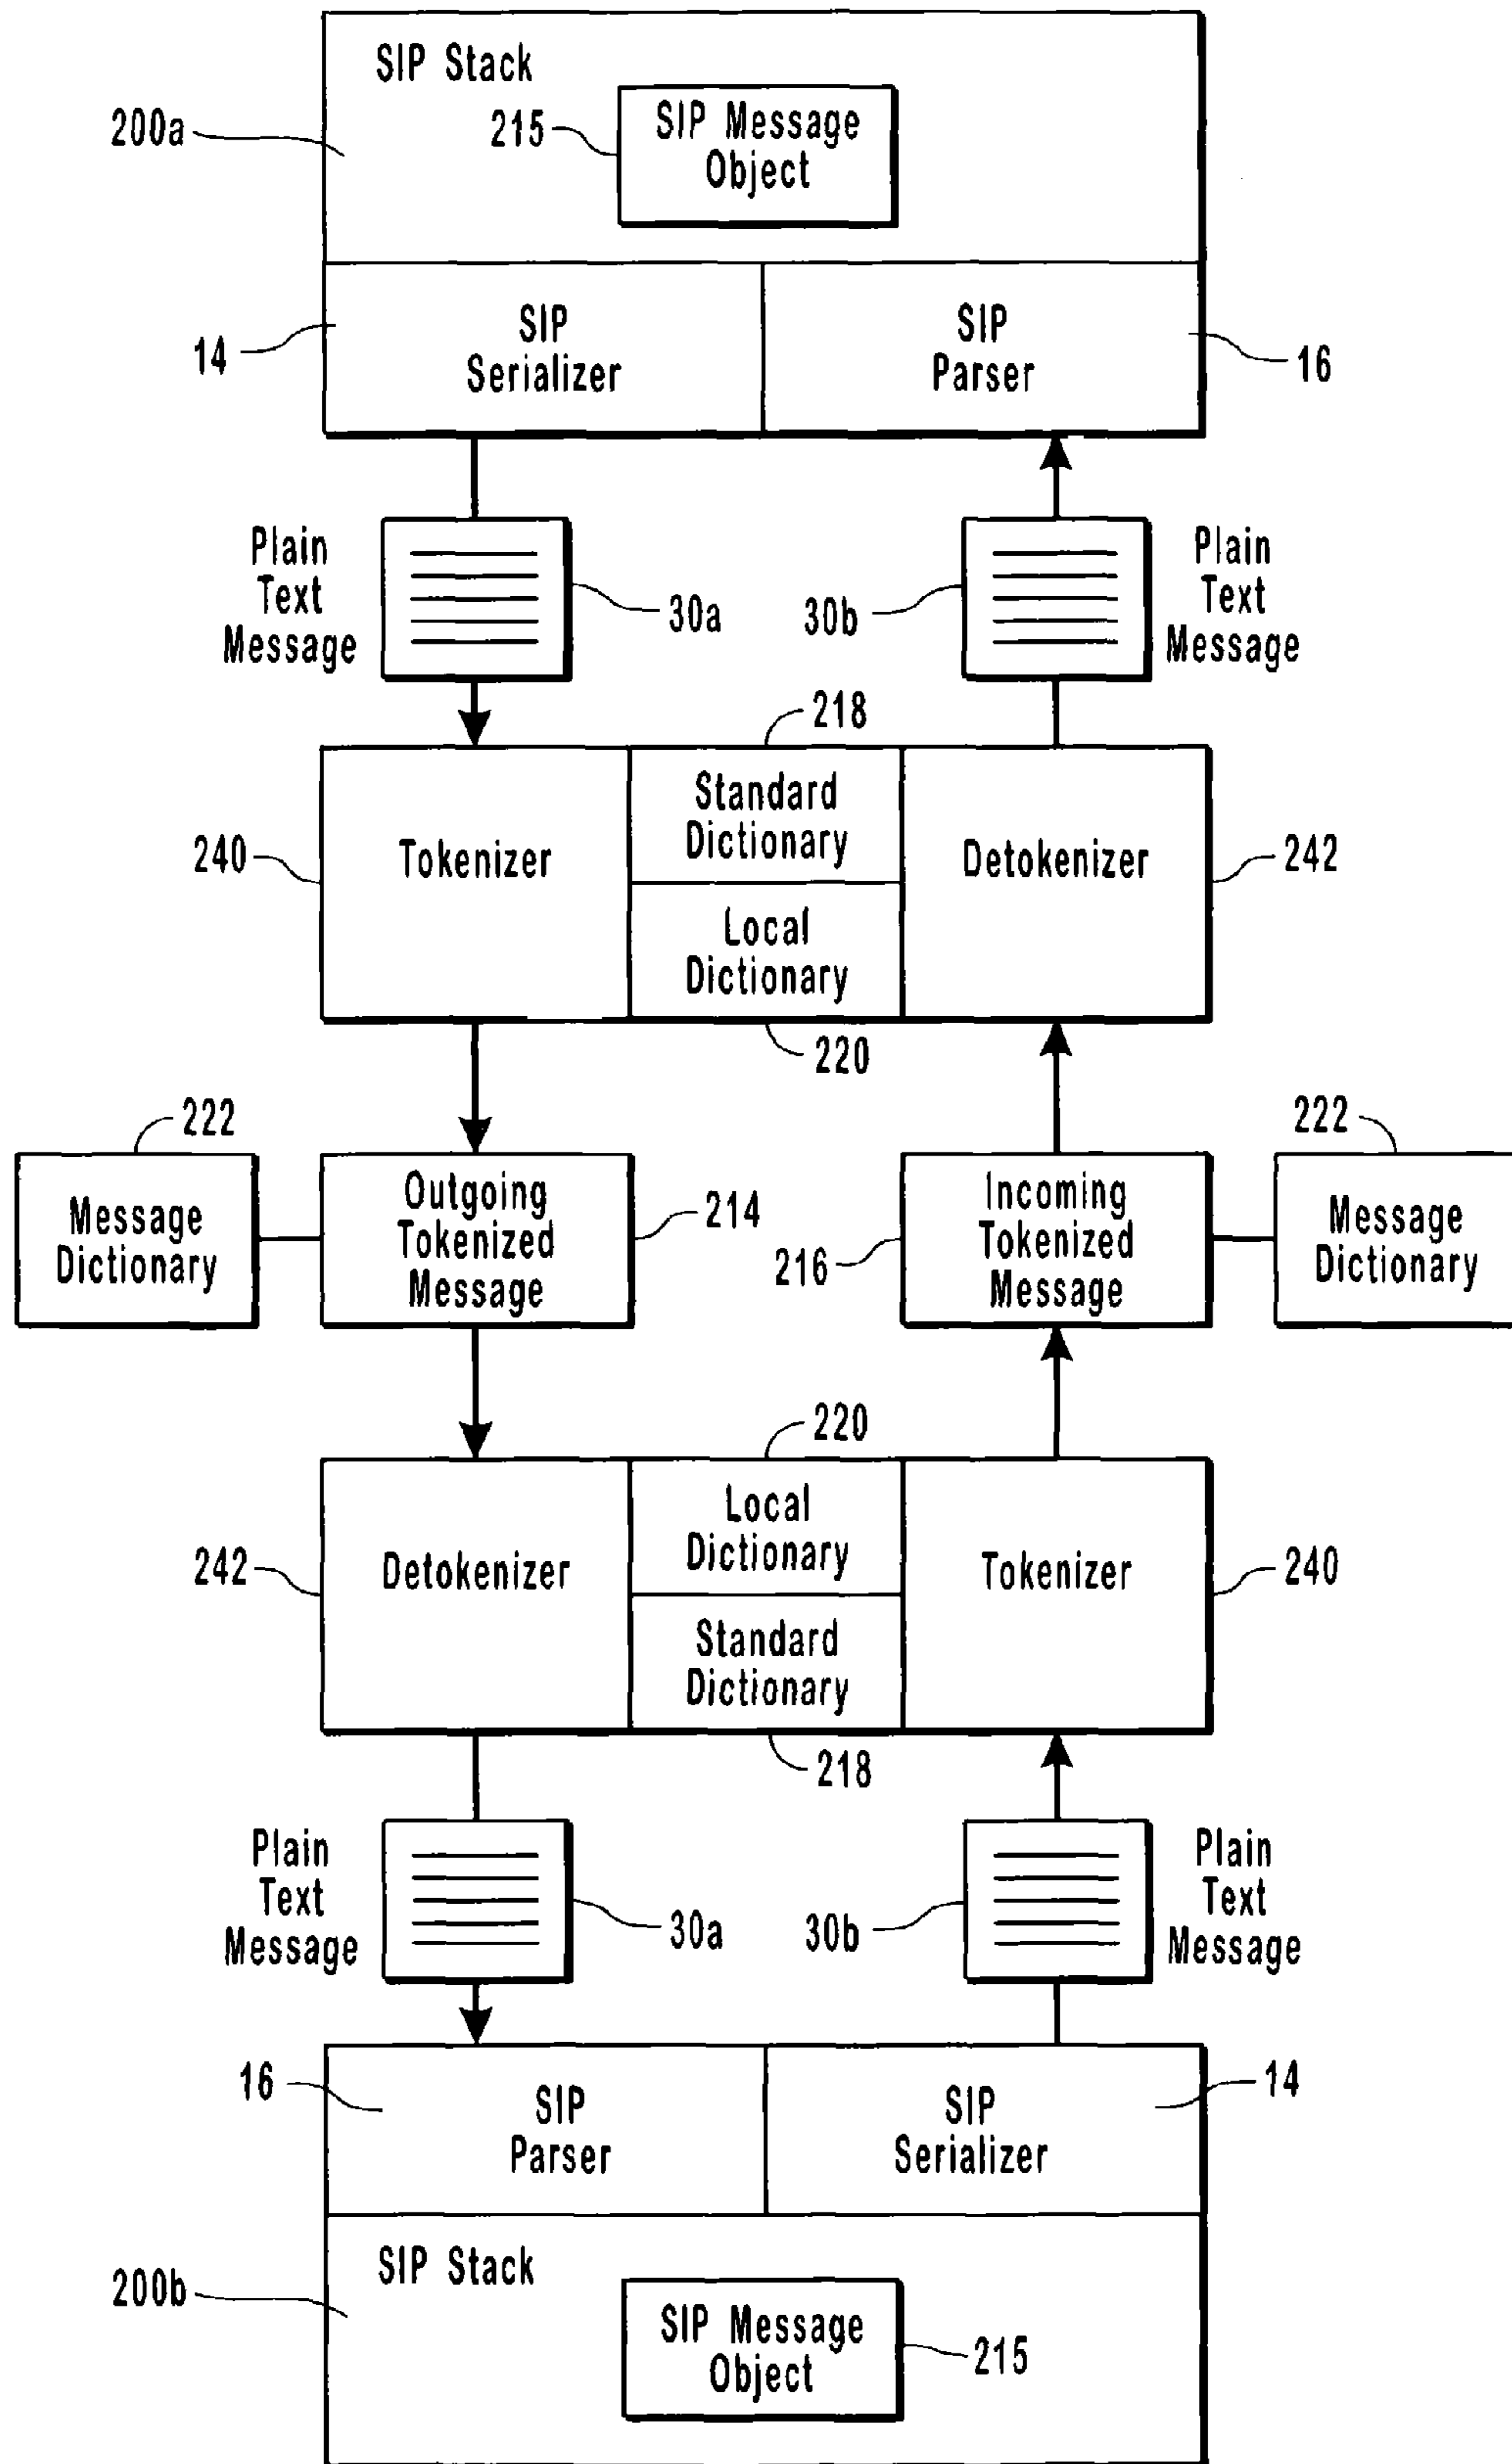 SIP Stack
200a
215
SIP Message
Object
14
SIP
Serializer
SIP
Parser
16
Plain
Text
Message
30a
30b
Plain
Text
Message
218
240
Tokenizer
Standard
Dictionary
Local
Dictionary
Detokenizer
242
220
222
Message
Dictionary
Outgoing
Tokenized
Message
214
216
Incoming
Tokenized
Message
222
Message
Dictionary
220
242
Detokenizer
Local
Dictionary
Standard
Dictionary
Tokenizer
240
218
Plain
Text
Message
30a
30b
Plain
Text
Message
16
SIP
Parser
SIP
Serializer
14
SIP Stack
200b
SIP Message
Object
215